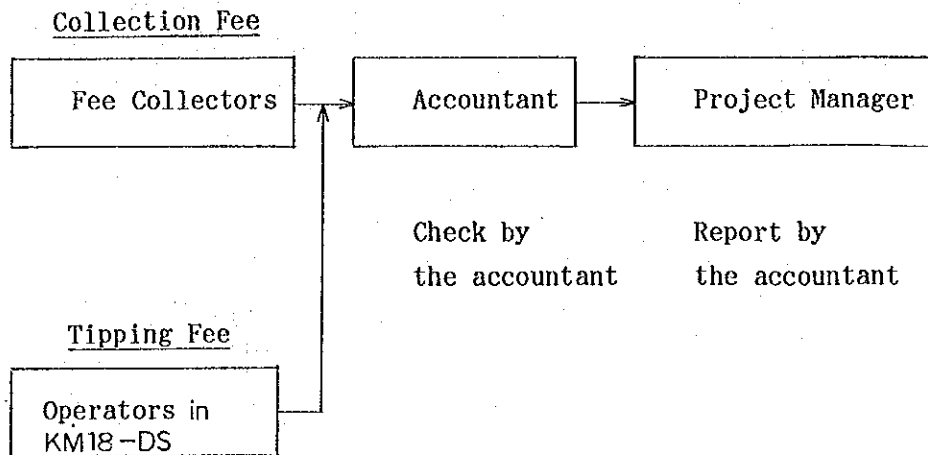 Collection Fee
Fee Collectors
Accountant
Project Manager
Check by
the accountant
Report by
the accountant
Tipping Fee
Operators in
KM18-DS